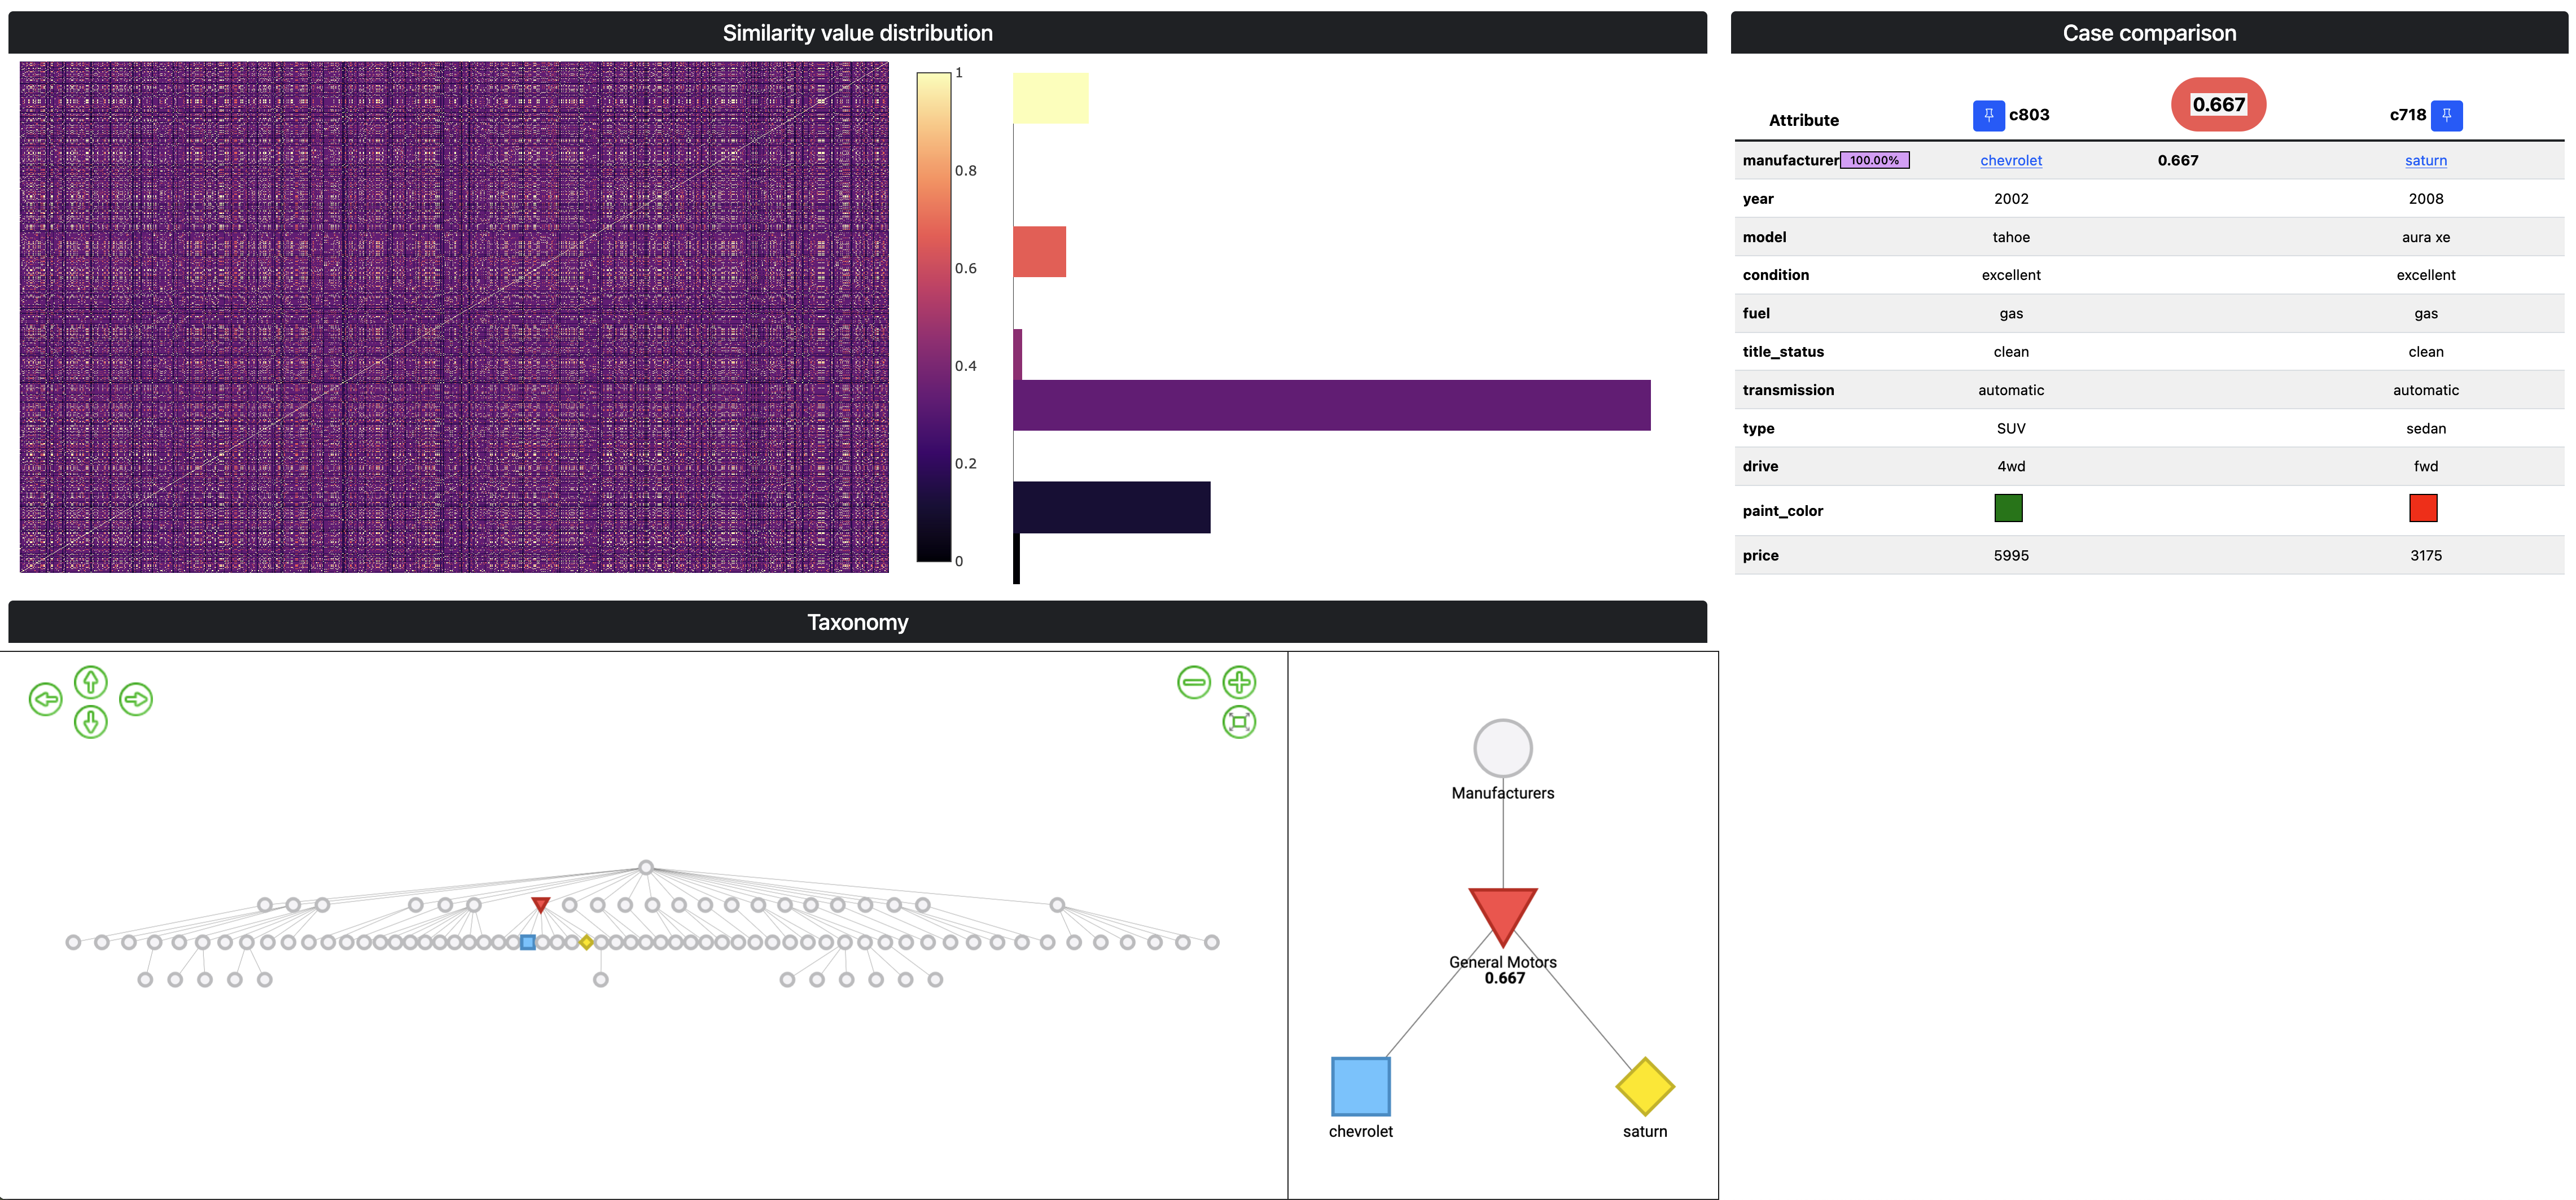 Similarity value distribution
1
0.8
0.6
0.4
0.2
0
Case comparison
Attribute c803 0.667 c718
manufacturer 100.00% chevrolet 0.667 saturn
year 2002 2008
model tahoe aura xe
condition excellent excellent
fuel gas gas
title_status clean clean
transmission automatic automatic
type SUV sedan
drive 4wd fwd
paint_color
price 5995 3175
Taxonomy
Manufacturers
General Motors
0.667
chevrolet saturn